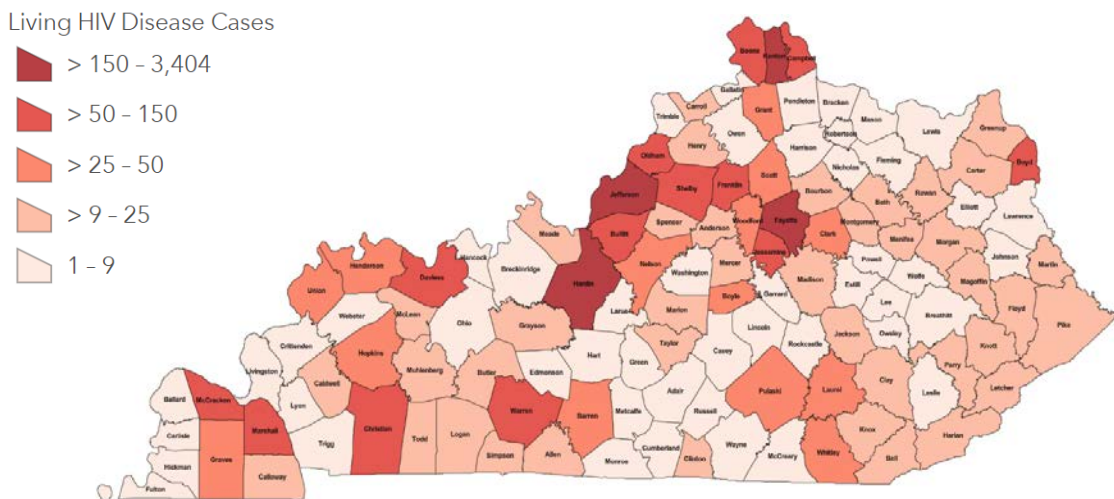 Living HIV Disease Cases
> 150 – 3,404
> 50 – 150
> 25 – 50
> 9 – 25
1 – 9
Boone
Kenton
Campbell
Gallatin
Pendleton
Bracken
Carroll
Grant
Mason
Trimble
Owen
Robertson
Lewis
Greenup
Henry
Harrison
Fleming
Boyd
Oldham
Nicholas
Carter
Scott
Jefferson
Shelby
Franklin
Bourbon
Bath
Rowan
Elliott
Lawrence
Spencer
Anderson
Woodford
Fayette
Montgomery
Clark
Menifee
Morgan
Meade
Bullitt
Jessamine
Powell
Johnson
Martin
Hancock
Henderson
Daviess
Breckinridge
Nelson
Washington
Mercer
Madison
Estill
Wolfe
Magoffin
Union
Hardin
Larue
Marion
Boyle
Garrard
Lee
Breathitt
Floyd
Pike
Webster
McLean
Ohio
Grayson
Taylor
Lincoln
Rockcastle
Jackson
Owsley
Knott
Crittenden
Hopkins
Hart
Green
Casey
Perry
Livingston
Caldwell
Muhlenberg
Butler
Edmonson
Adair
Pulaski
Laurel
Clay
Leslie
Letcher
Ballard
McCracken
Lyon
Warren
Barren
Metcalfe
Russell
Knox
Harlan
Carlisle
Marshall
Trigg
Christian
Todd
Logan
Simpson
Allen
Monroe
Cumberland
Clinton
Wayne
McCreary
Whitley
Bell
Hickman
Graves
Calloway
Fulton